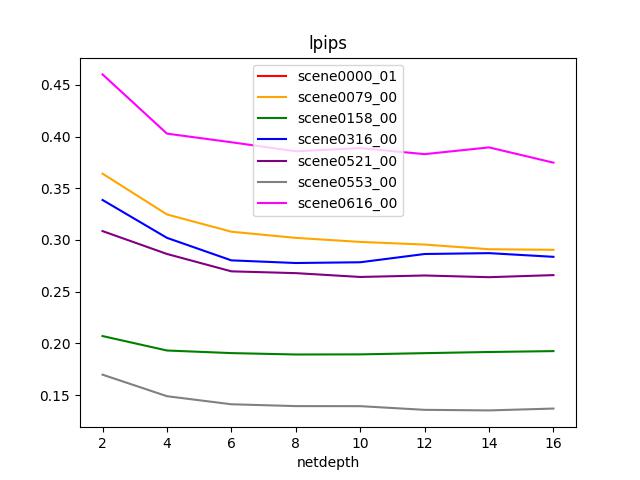 lpips
scene0000_01
scene0079_00
scene0158_00
scene0316_00
scene0521_00
scene0553_00
scene0616_00
0.45
0.40
0.35
0.30
0.25
0.20
0.15
2 4 6 8 10 12 14 16
netdepth